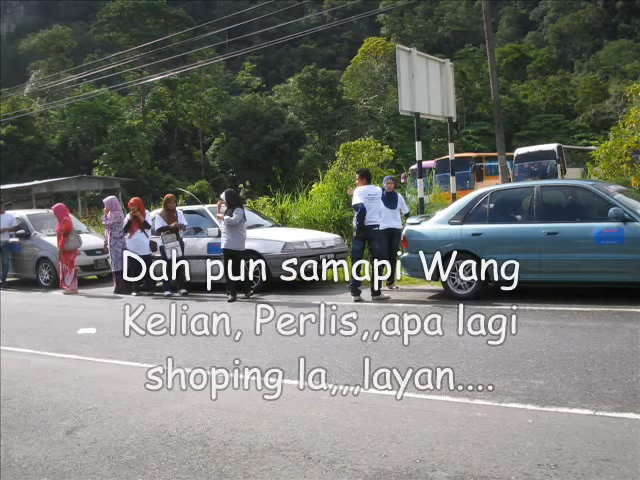 Dah pun samapi Wang
Kelian, Perlis,,apa lagi
shoping la,,,layan....